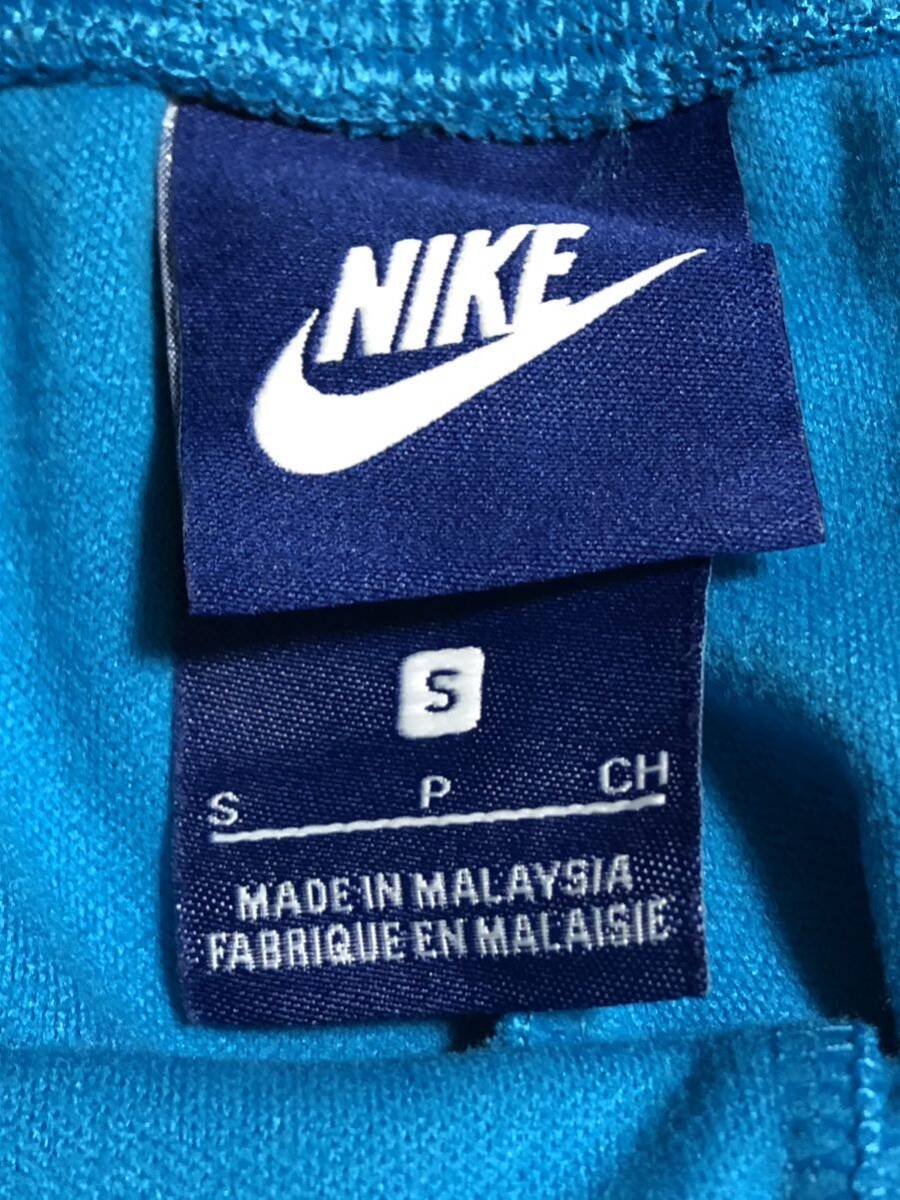 NIKE
S
S P CH
MADE IN MALAYSIA
FABRIQUE EN MALAISIE